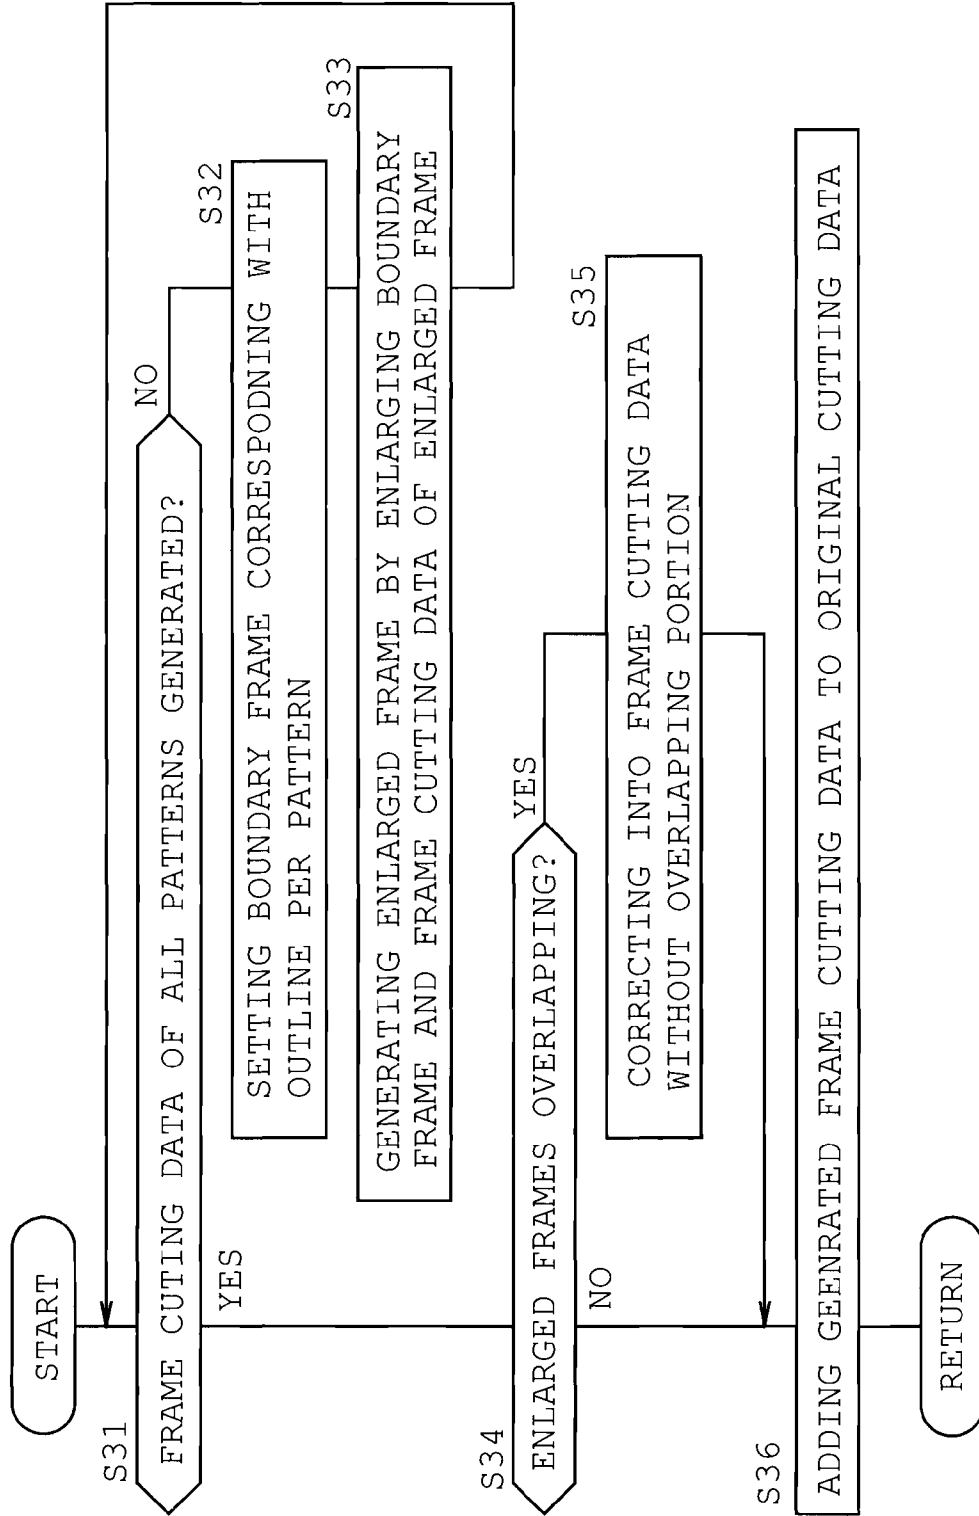 START
S31
FRAME CUTING DATA OF ALL PATTERNS GENERATED?
NO
YES
S32
SETTING BOUNDARY FRAME CORRESPODNING WITH
OUTLINE PER PATTERN
S33
GENERATING ENLARGED FRAME BY ENLARGING BOUNDARY
FRAME AND FRAME CUTTING DATA OF ENLARGED FRAME
S34
ENLARGED FRAMES OVERLAPPING?
YES
NO
S35
CORRECTING INTO FRAME CUTTING DATA
WITHOUT OVERLAPPING PORTION
S36
ADDING GEENRATED FRAME CUTTING DATA TO ORIGINAL CUTTING DATA
RETURN